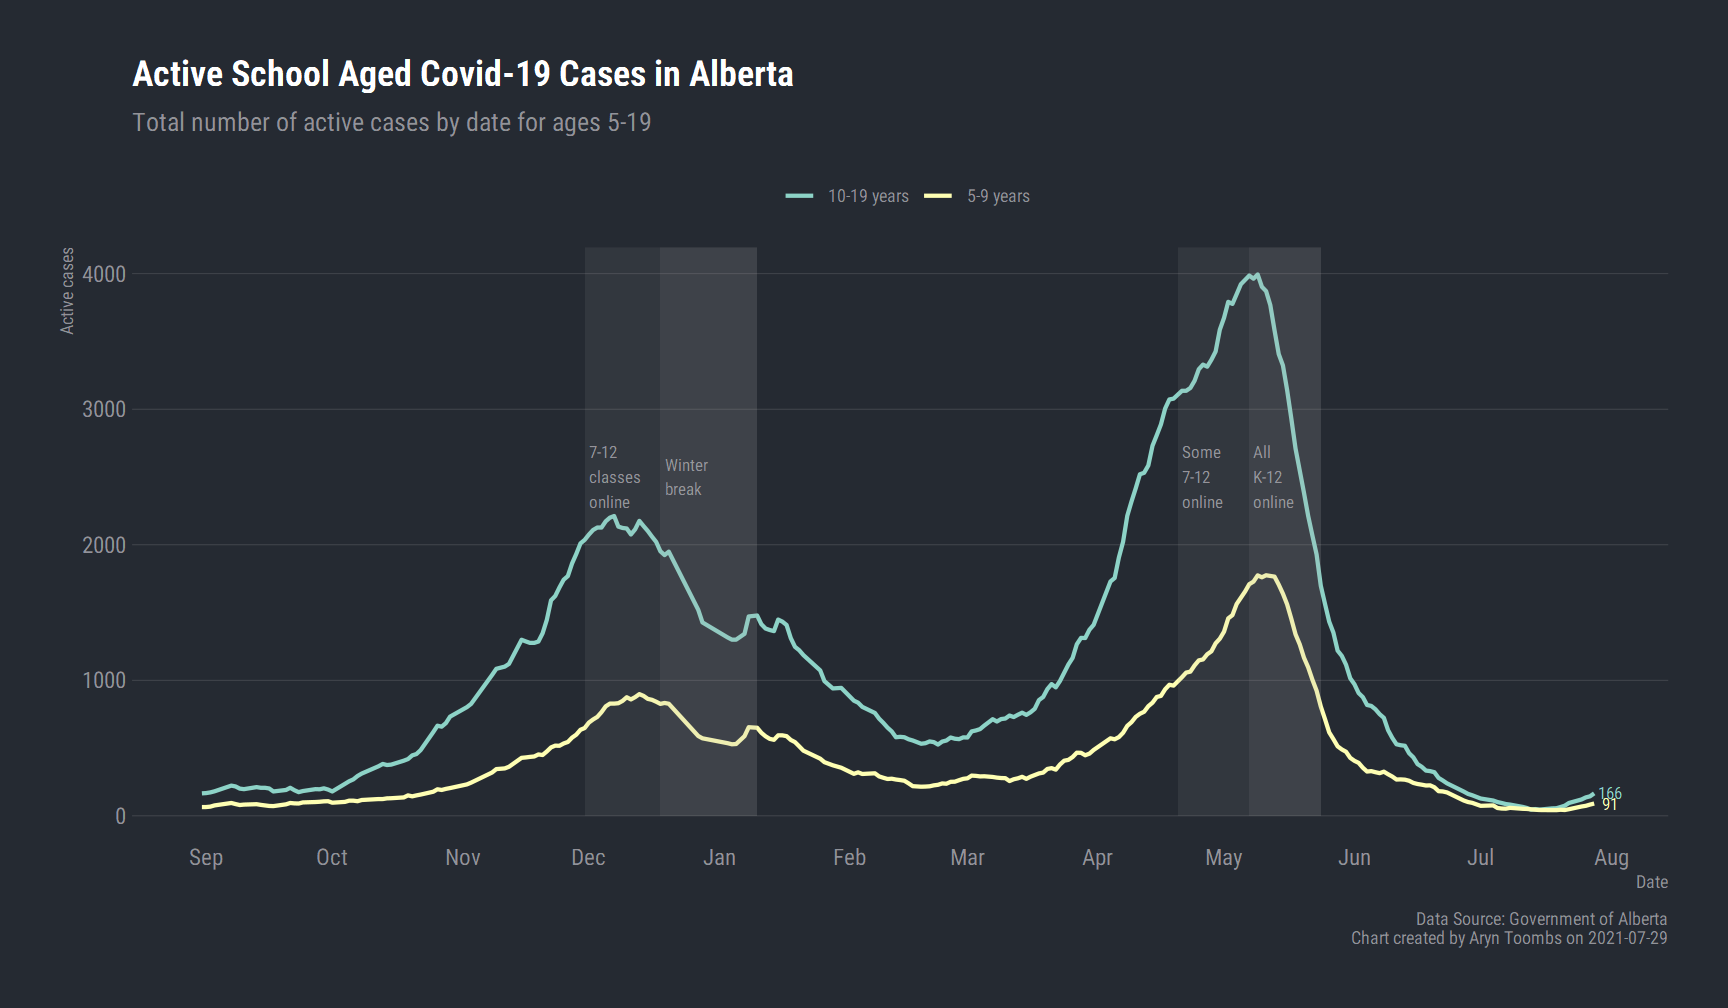 Active School Aged Covid-19 Cases in Alberta
Total number of active cases by date for ages 5-19
10-19 years
5-9 years
Active cases
4000
3000
2000
1000
0
7-12
classes
online
Winter
break
Some
7-12
online
All
K-12
online
166
91
Sep
Oct
Nov
Dec
Jan
Feb
Mar
Apr
May
Jun
Jul
Aug
Date
Data Source: Government of Alberta
Chart created by Aryn Toombs on 2021-07-29